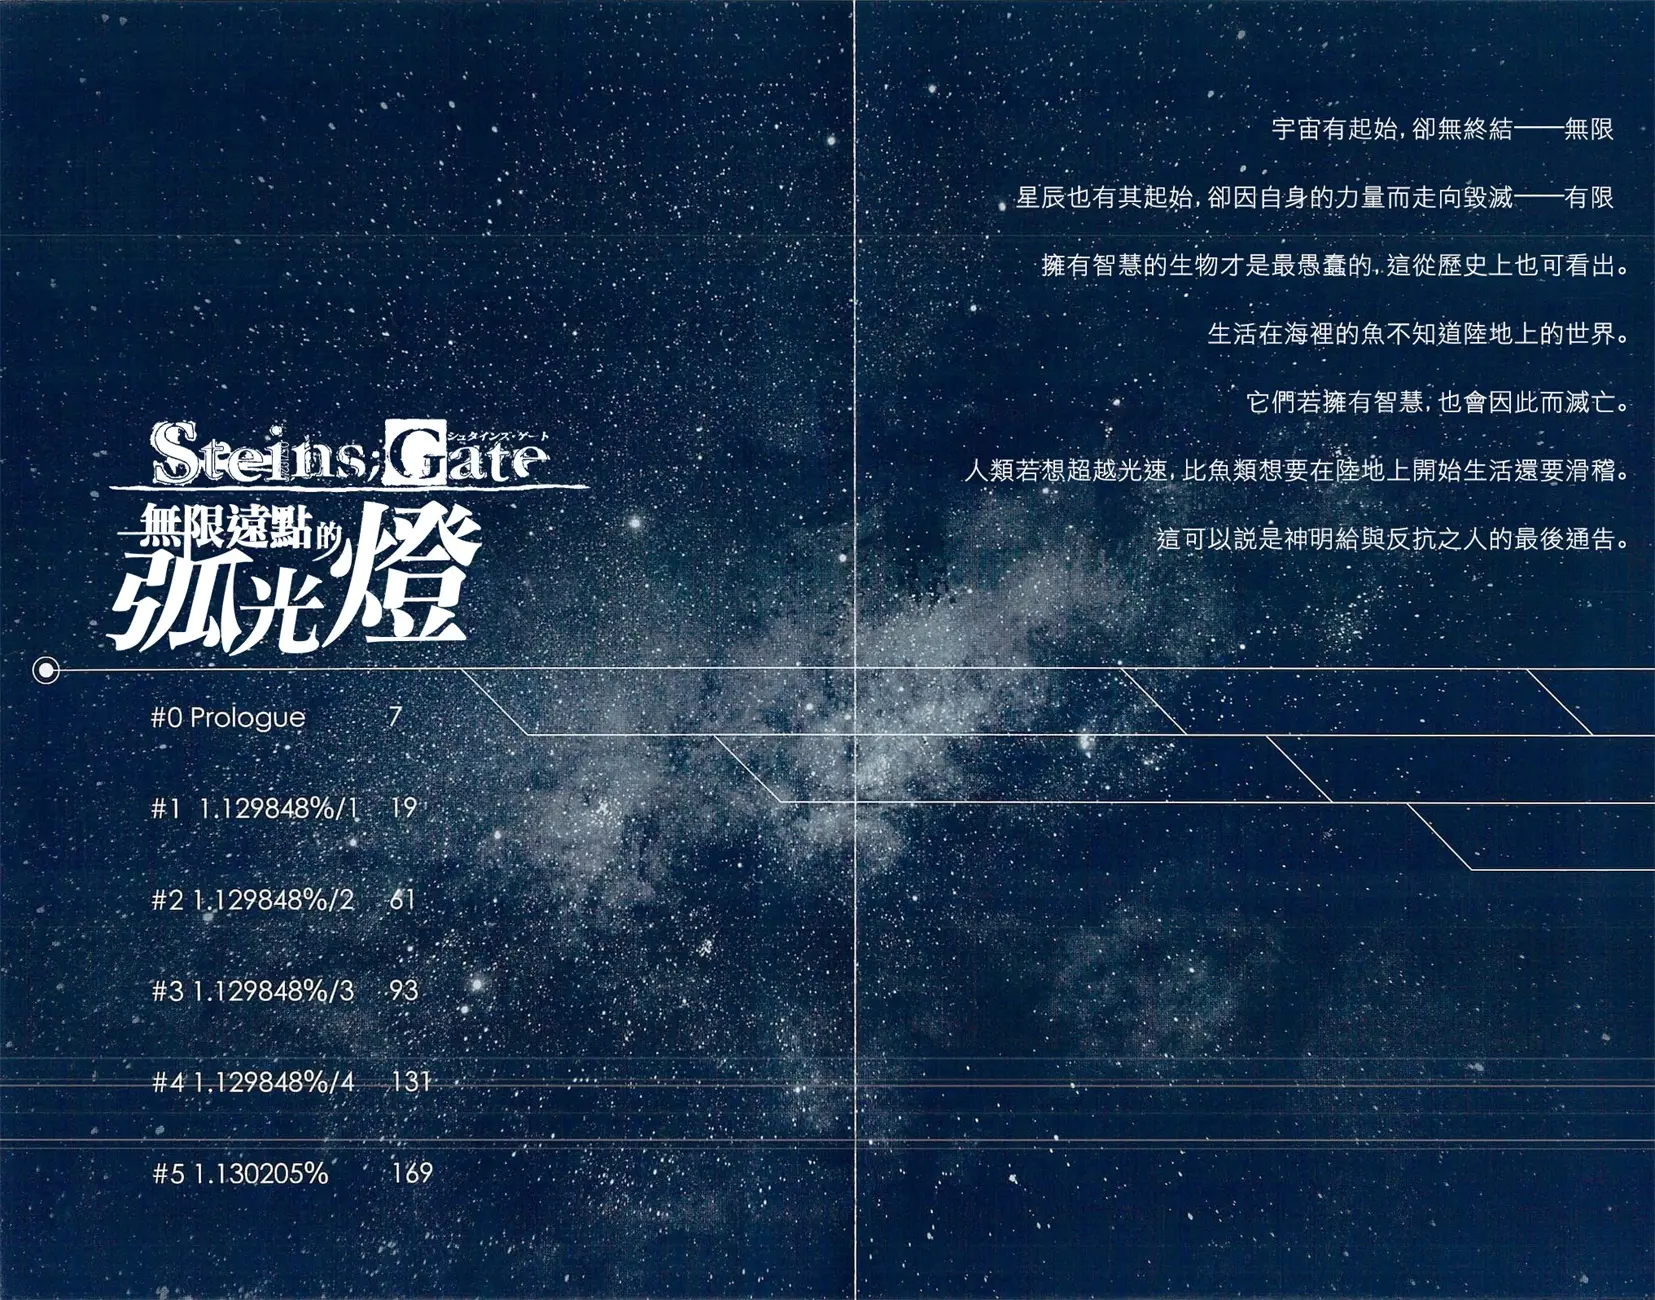 宇宙有起始,卻無終結——無限
星辰也有其起始,卻因自身的力量而走向毀滅——有限
擁有智慧的生物才是最愚蠢的,這從歷史上也可看出。
生活在海裡的魚不知道陸地上的世界。
它們若擁有智慧,也會因此而滅亡。
人類若想超越光速,比魚類想要在陸地上開始生活還要滑稽。
這可以說是神明給與反抗之人的最後通告。
Steins;Gate
シュタインズ・ゲート
無限遠點的
弧光燈
#0 Prologue 7
#1 1.129848%/1 19
#2 1.129848%/2 61
#3 1.129848%/3 93
#4 1.129848%/4 131
#5 1.130205% 169